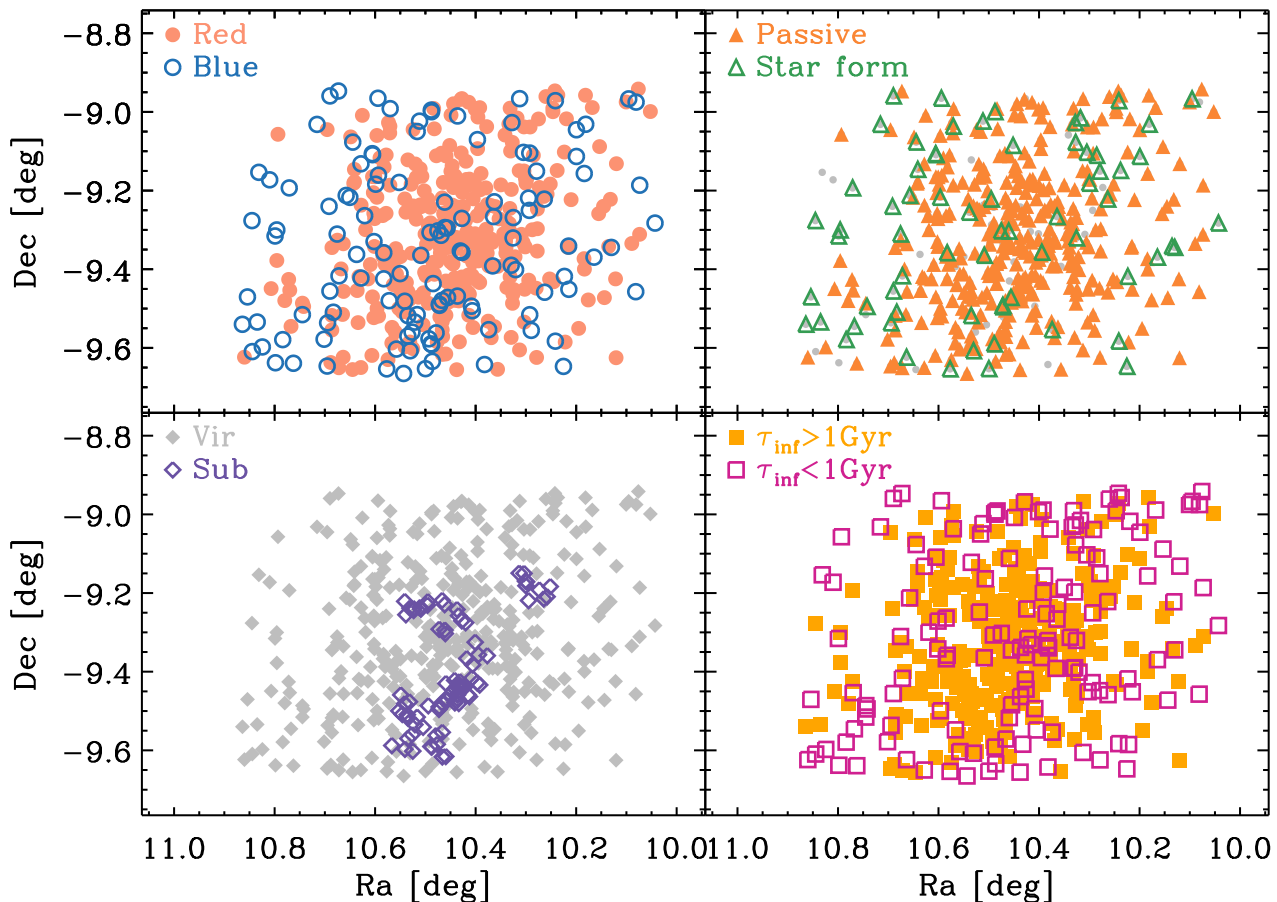 Red
Blue
Passive
Star form
−8.8
−9.0
−9.2
−9.4
−9.6
Dec [deg]
Vir
Sub
τinf>1Gyr
τinf<1Gyr
−8.8
−9.0
−9.2
−9.4
−9.6
Dec [deg]
11.0 10.8 10.6 10.4 10.2 10.0
11.0 10.8 10.6 10.4 10.2 10.0
Ra [deg]
Ra [deg]